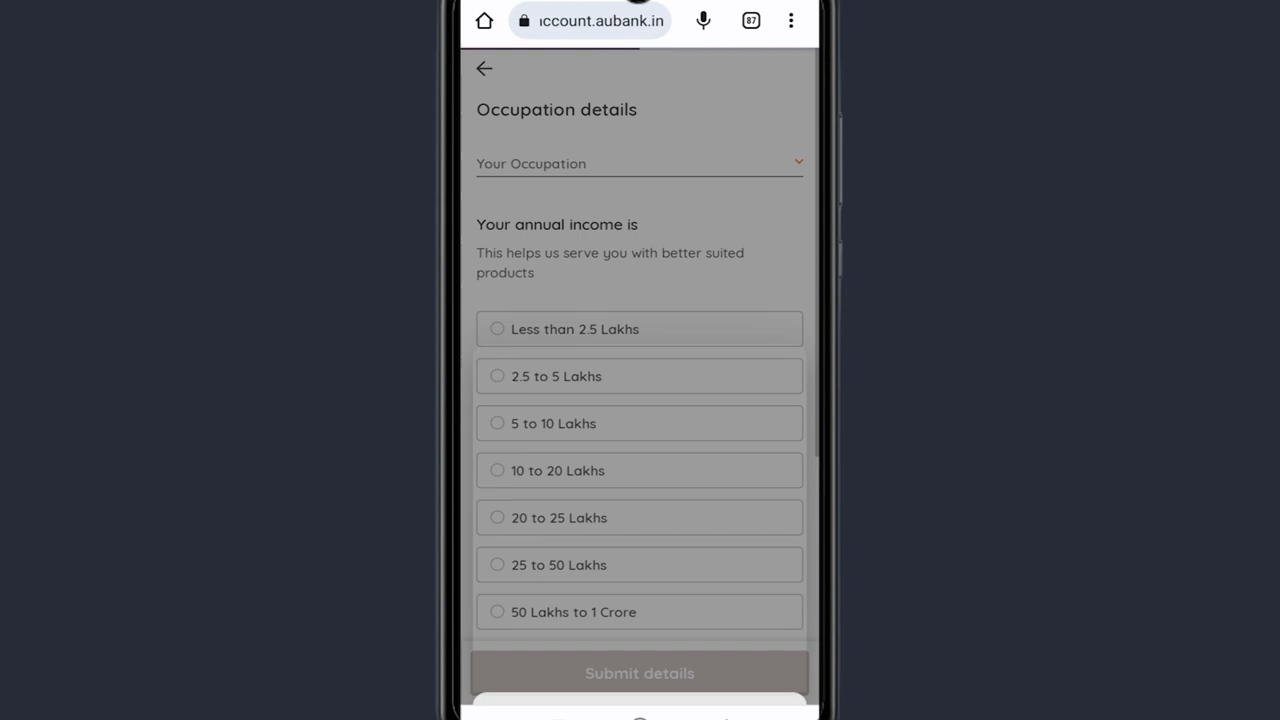 ıccount.aubank.in
87
Occupation details
Your Occupation
Your annual income is
This helps us serve you with better suited
products
Less than 2.5 Lakhs
2.5 to 5 Lakhs
5 to 10 Lakhs
10 to 20 Lakhs
20 to 25 Lakhs
25 to 50 Lakhs
50 Lakhs to 1 Crore
Submit details